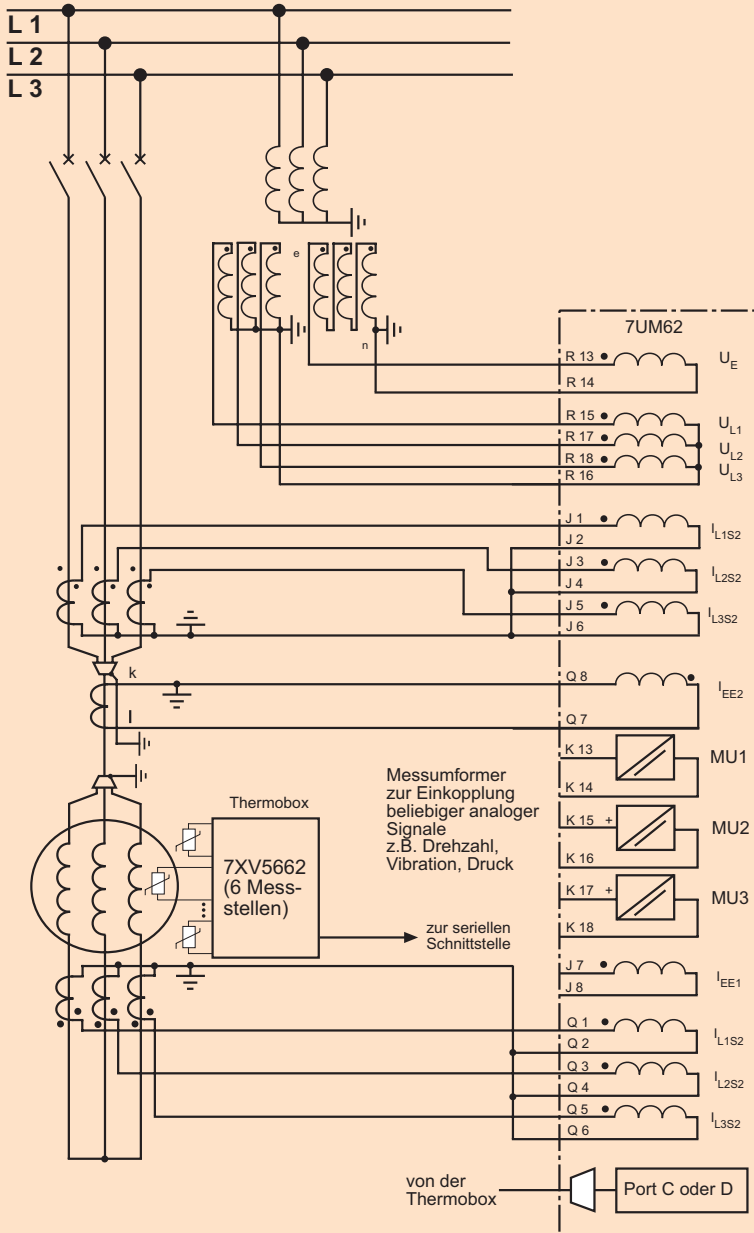 L 1
L 2
L 3
e
n
7UM62
R 13
U_E
R 14
R 15
U_L1
R 17
U_L2
R 18
U_L3
R 16
J 1
I_L1S2
J 2
J 3
I_L2S2
J 4
J 5
I_L3S2
J 6
k
l
Q 8
I_EE2
Q 7
K 13
MU1
K 14
K 15 +
MU2
K 16
K 17 +
MU3
K 18
Messumformer
zur Einkopplung
beliebiger analoger
Signale
z.B. Drehzahl,
Vibration, Druck
Thermobox
7XV5662
(6 Mess-
stellen)
zur seriellen
Schnittstelle
J 7
I_EE1
J 8
Q 1
I_L1S2
Q 2
Q 3
I_L2S2
Q 4
Q 5
I_L3S2
Q 6
von der
Thermobox
Port C oder D